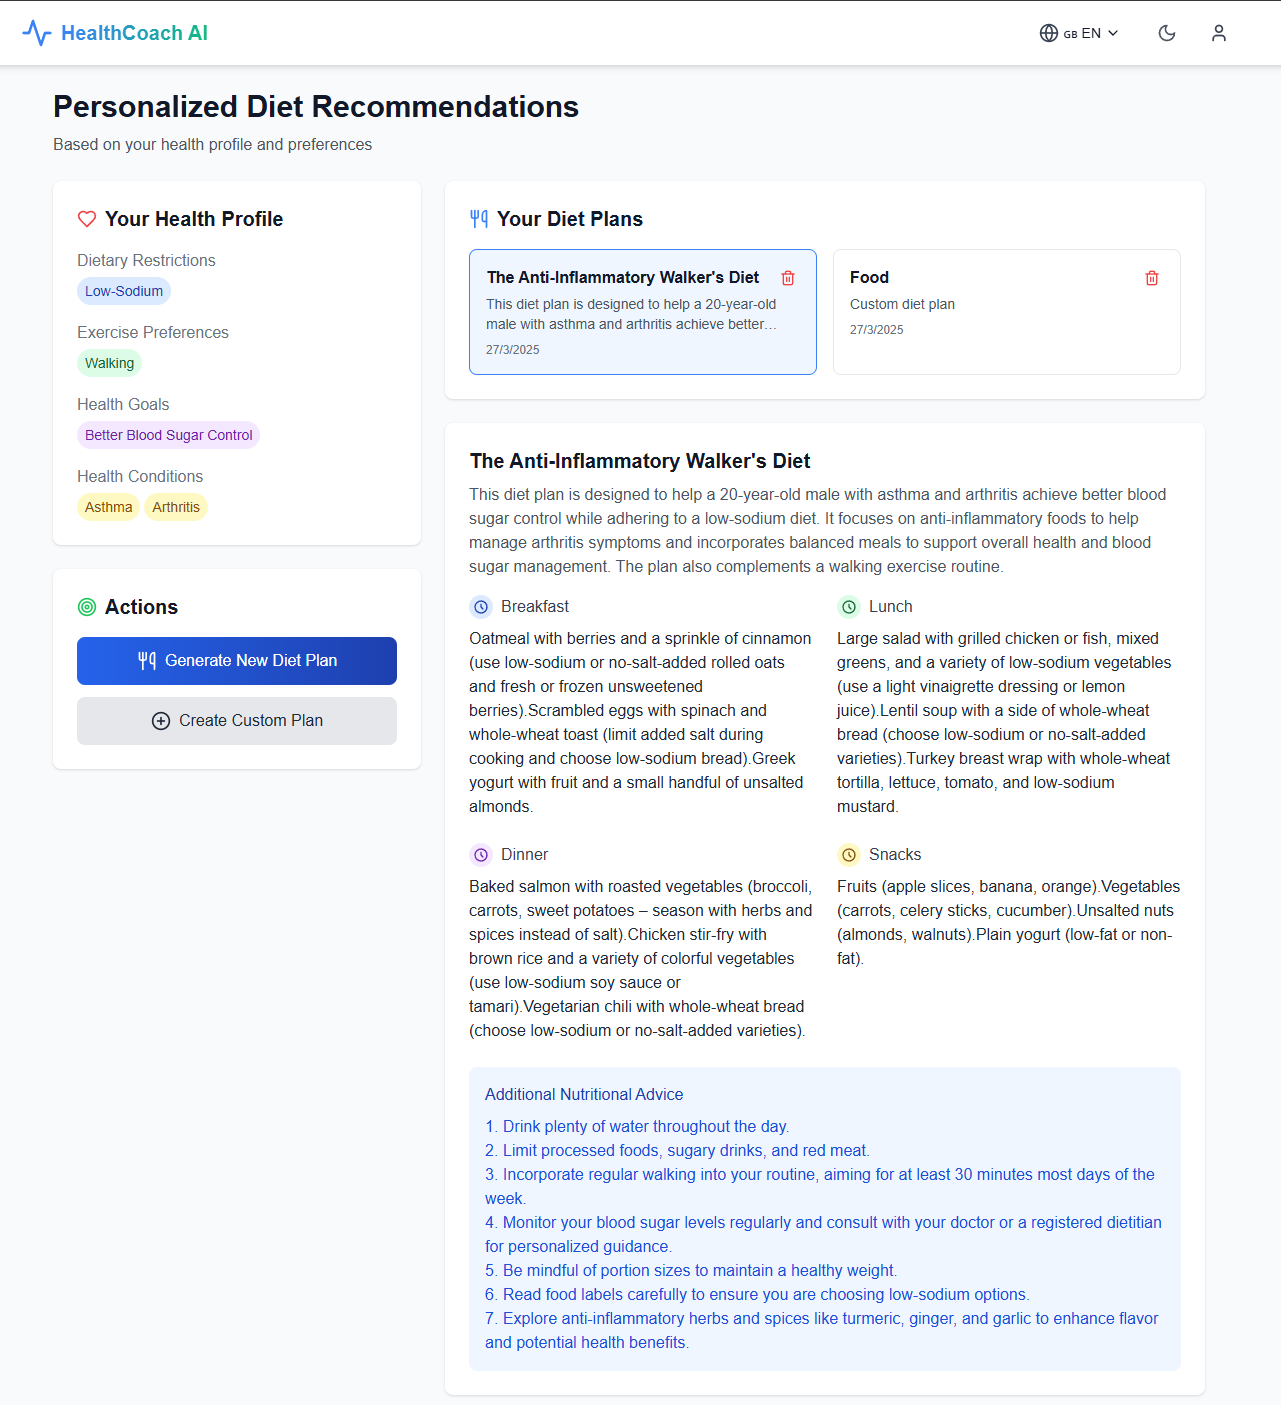 HealthCoach AI
GB EN
Personalized Diet Recommendations
Based on your health profile and preferences
Your Health Profile
Dietary Restrictions
Low-Sodium
Exercise Preferences
Walking
Health Goals
Better Blood Sugar Control
Health Conditions
Asthma Arthritis
Actions
Generate New Diet Plan
Create Custom Plan
Your Diet Plans
The Anti-Inflammatory Walker's Diet
This diet plan is designed to help a 20-year-old
male with asthma and arthritis achieve better...
27/3/2025
Food
Custom diet plan
27/3/2025
The Anti-Inflammatory Walker's Diet
This diet plan is designed to help a 20-year-old male with asthma and arthritis achieve better blood
sugar control while adhering to a low-sodium diet. It focuses on anti-inflammatory foods to help
manage arthritis symptoms and incorporates balanced meals to support overall health and blood
sugar management. The plan also complements a walking exercise routine.
Breakfast
Oatmeal with berries and a sprinkle of cinnamon
(use low-sodium or no-salt-added rolled oats
and fresh or frozen unsweetened
berries).Scrambled eggs with spinach and
whole-wheat toast (limit added salt during
cooking and choose low-sodium bread).Greek
yogurt with fruit and a small handful of unsalted
almonds.
Lunch
Large salad with grilled chicken or fish, mixed
greens, and a variety of low-sodium vegetables
(use a light vinaigrette dressing or lemon
juice).Lentil soup with a side of whole-wheat
bread (choose low-sodium or no-salt-added
varieties).Turkey breast wrap with whole-wheat
tortilla, lettuce, tomato, and low-sodium
mustard.
Dinner
Baked salmon with roasted vegetables (broccoli,
carrots, sweet potatoes – season with herbs and
spices instead of salt).Chicken stir-fry with
brown rice and a variety of colorful vegetables
(use low-sodium soy sauce or
tamari).Vegetarian chili with whole-wheat bread
(choose low-sodium or no-salt-added varieties).
Snacks
Fruits (apple slices, banana, orange).Vegetables
(carrots, celery sticks, cucumber).Unsalted nuts
(almonds, walnuts).Plain yogurt (low-fat or non-
fat).
Additional Nutritional Advice
1. Drink plenty of water throughout the day.
2. Limit processed foods, sugary drinks, and red meat.
3. Incorporate regular walking into your routine, aiming for at least 30 minutes most days of the
week.
4. Monitor your blood sugar levels regularly and consult with your doctor or a registered dietitian
for personalized guidance.
5. Be mindful of portion sizes to maintain a healthy weight.
6. Read food labels carefully to ensure you are choosing low-sodium options.
7. Explore anti-inflammatory herbs and spices like turmeric, ginger, and garlic to enhance flavor
and potential health benefits.